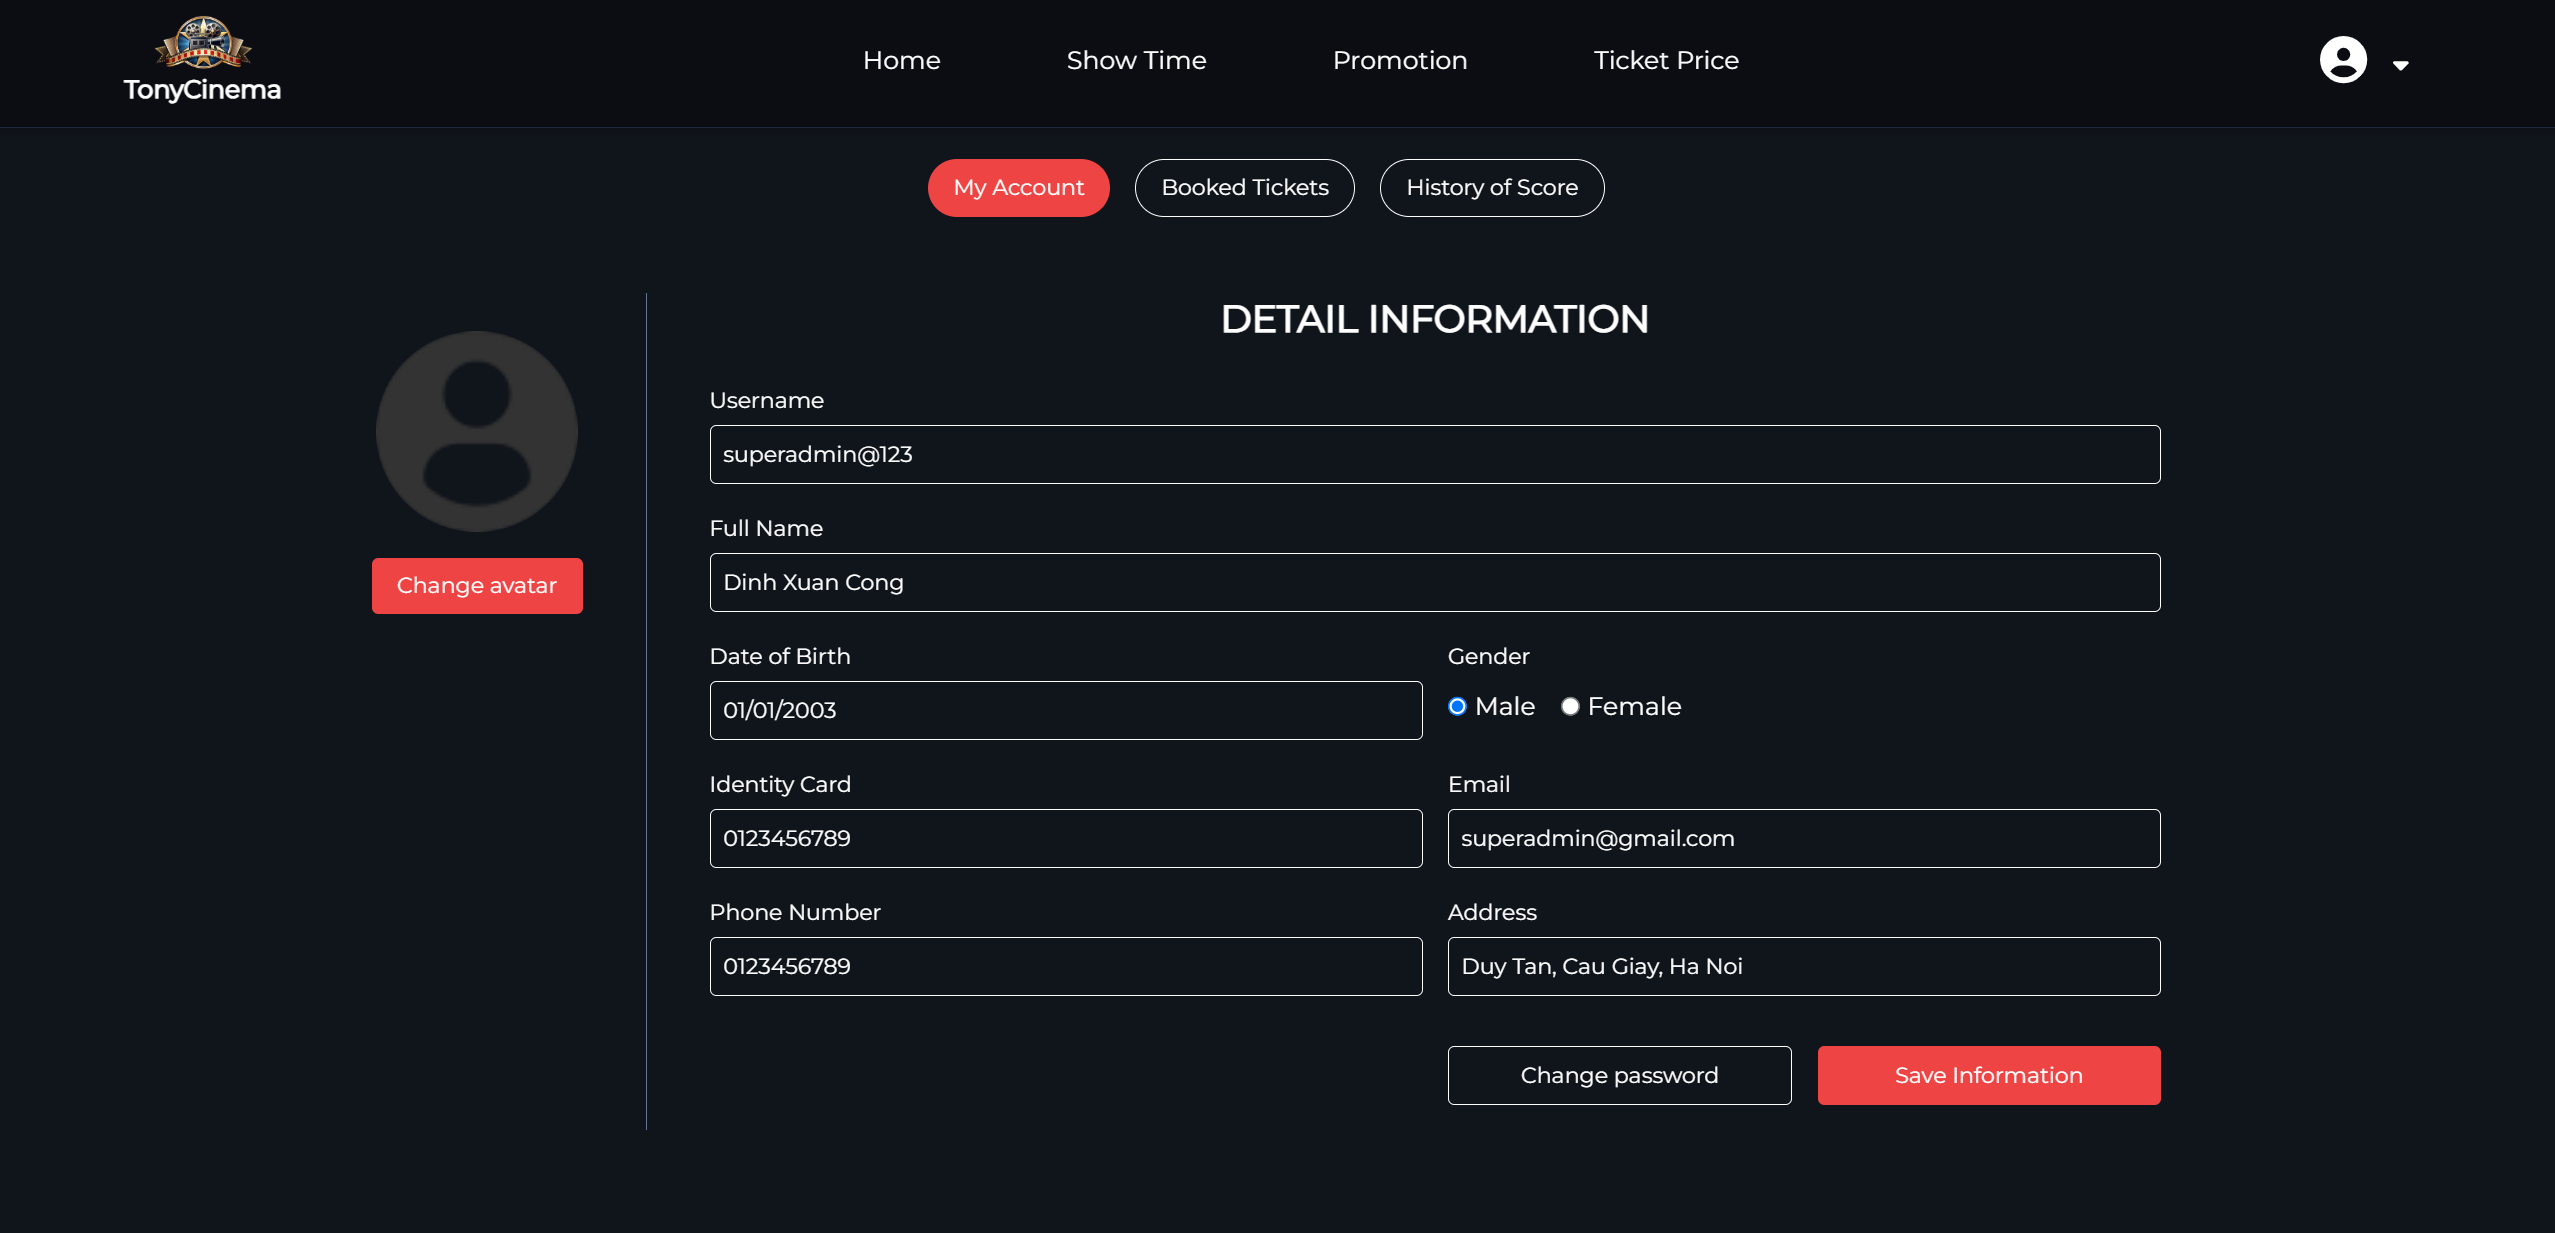 TonyCinema
Home Show Time Promotion Ticket Price
My Account Booked Tickets History of Score
DETAIL INFORMATION
Change avatar
Username
superadmin@123
Full Name
Dinh Xuan Cong
Date of Birth Gender
01/01/2003 Male Female
Identity Card Email
0123456789 superadmin@gmail.com
Phone Number Address
0123456789 Duy Tan, Cau Giay, Ha Noi
Change password Save Information